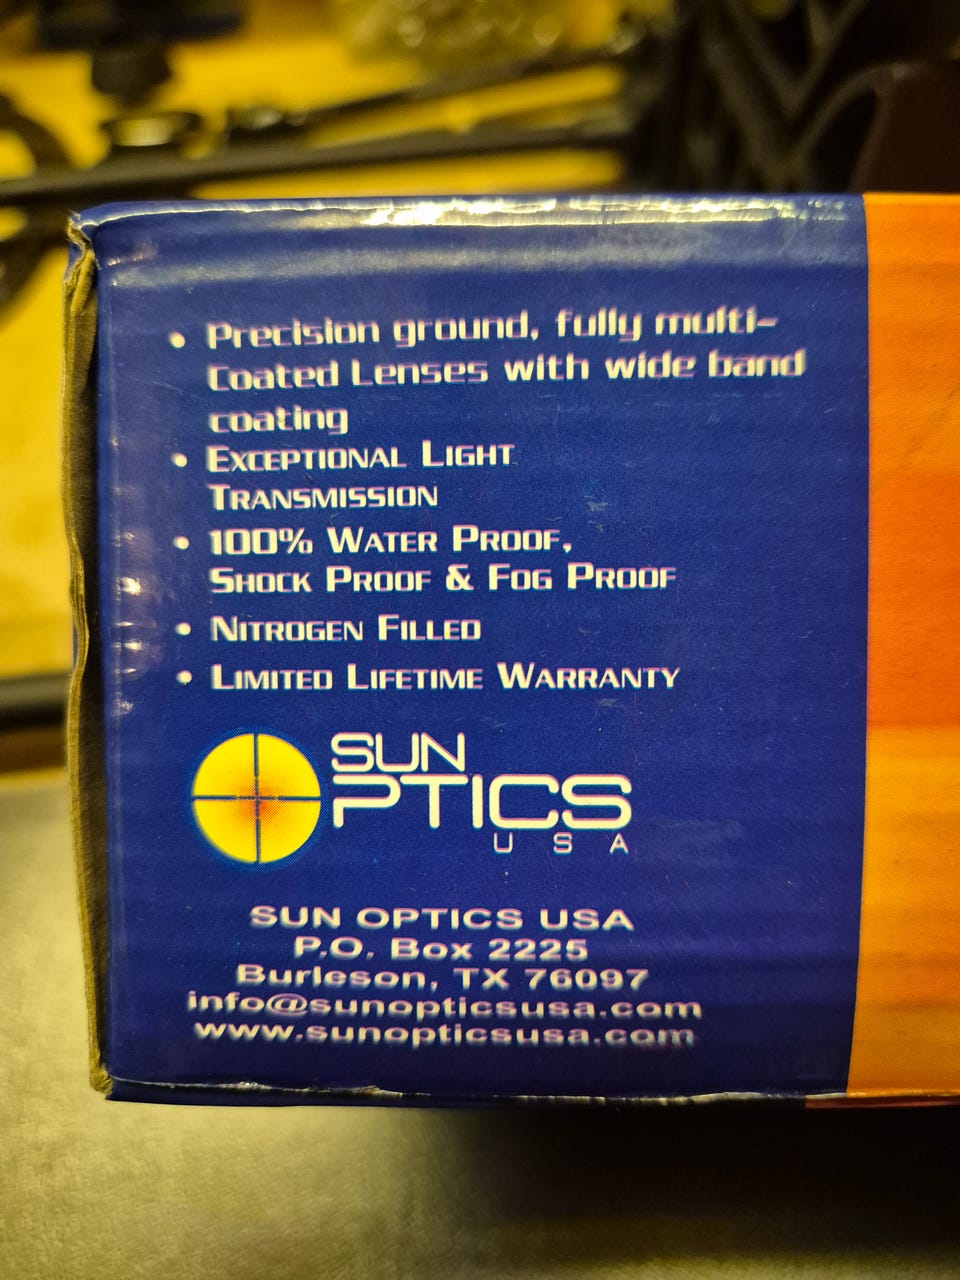 • Precision ground, fully multi-
Coated Lenses with wide band
coating
• EXCEPTIONAL LIGHT
TRANSMISSION
• 100% WATER PROOF,
SHOCK PROOF & FOG PROOF
• NITROGEN FILLED
• LIMITED LIFETIME WARRANTY
SUN
OPTICS
USA
SUN OPTICS USA
P.O. Box 2225
Burleson, TX 76097
info@sunopticsusa.com
www.sunopticsusa.com